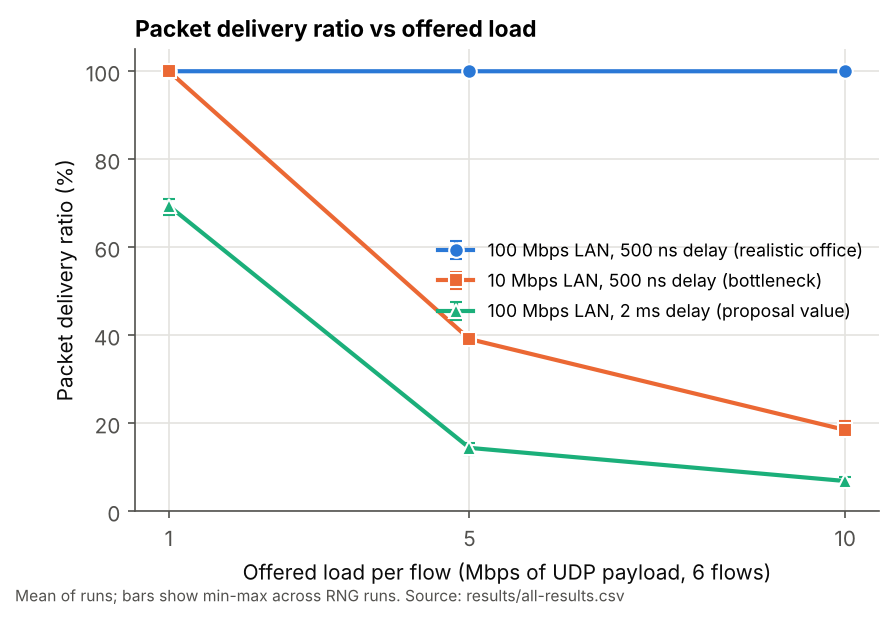 Packet delivery ratio vs offered load
Packet delivery ratio (%)
100
80
60
40
20
0
100 Mbps LAN, 500 ns delay (realistic office)
10 Mbps LAN, 500 ns delay (bottleneck)
100 Mbps LAN, 2 ms delay (proposal value)
1 5 10
Offered load per flow (Mbps of UDP payload, 6 flows)
Mean of runs; bars show min-max across RNG runs. Source: results/all-results.csv